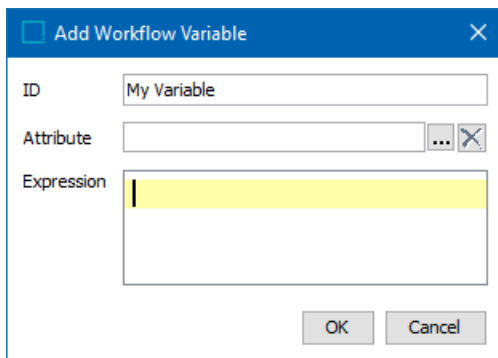 Add Workflow Variable
ID
My Variable
Attribute
...
Expression
OK
Cancel